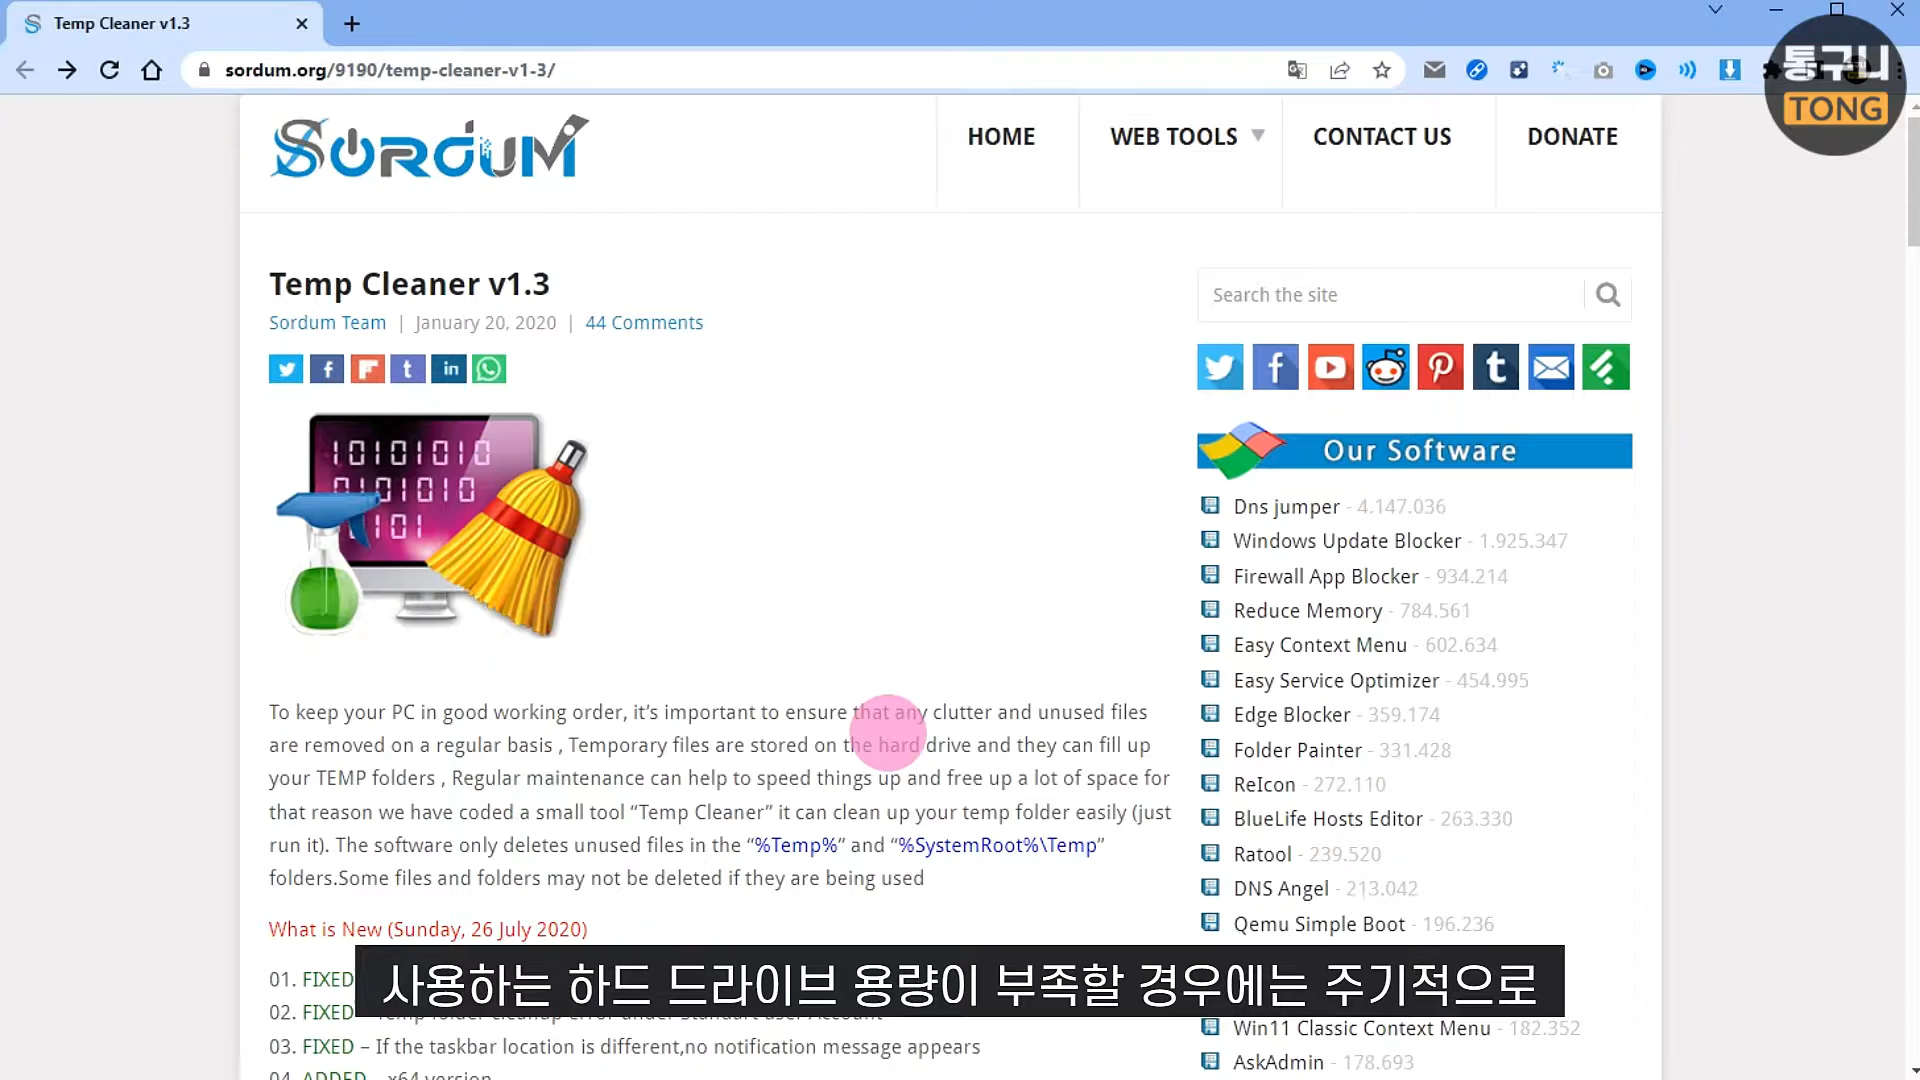 Temp Cleaner v1.3
sordum.org/9190/temp-cleaner-v1-3/
통구니
TONG
SORDUM
HOME
WEB TOOLS
CONTACT US
DONATE
Temp Cleaner v1.3
Sordum Team | January 20, 2020 | 44 Comments
Search the site
10101010
0101010
0101
Our Software
Dns jumper - 4.147.036
Windows Update Blocker - 1.925.347
Firewall App Blocker - 934.214
Reduce Memory - 784.561
Easy Context Menu - 602.634
Easy Service Optimizer - 454.995
Edge Blocker - 359.174
Folder Painter - 331.428
ReIcon - 272.110
BlueLife Hosts Editor - 263.330
Ratool - 239.520
DNS Angel - 213.042
Qemu Simple Boot - 196.236
Win11 Classic Context Menu - 182.352
AskAdmin - 178.693
To keep your PC in good working order, it’s important to ensure that any clutter and unused files
are removed on a regular basis , Temporary files are stored on the hard drive and they can fill up
your TEMP folders , Regular maintenance can help to speed things up and free up a lot of space for
that reason we have coded a small tool “Temp Cleaner” it can clean up your temp folder easily (just
run it). The software only deletes unused files in the “%Temp%” and “%SystemRoot%\Temp”
folders.Some files and folders may not be deleted if they are being used
What is New (Sunday, 26 July 2020)
01. FIXED
02. FIXED
03. FIXED – If the taskbar location is different,no notification message appears
04. ADDED – x64 version
사용하는 하드 드라이브 용량이 부족할 경우에는 주기적으로